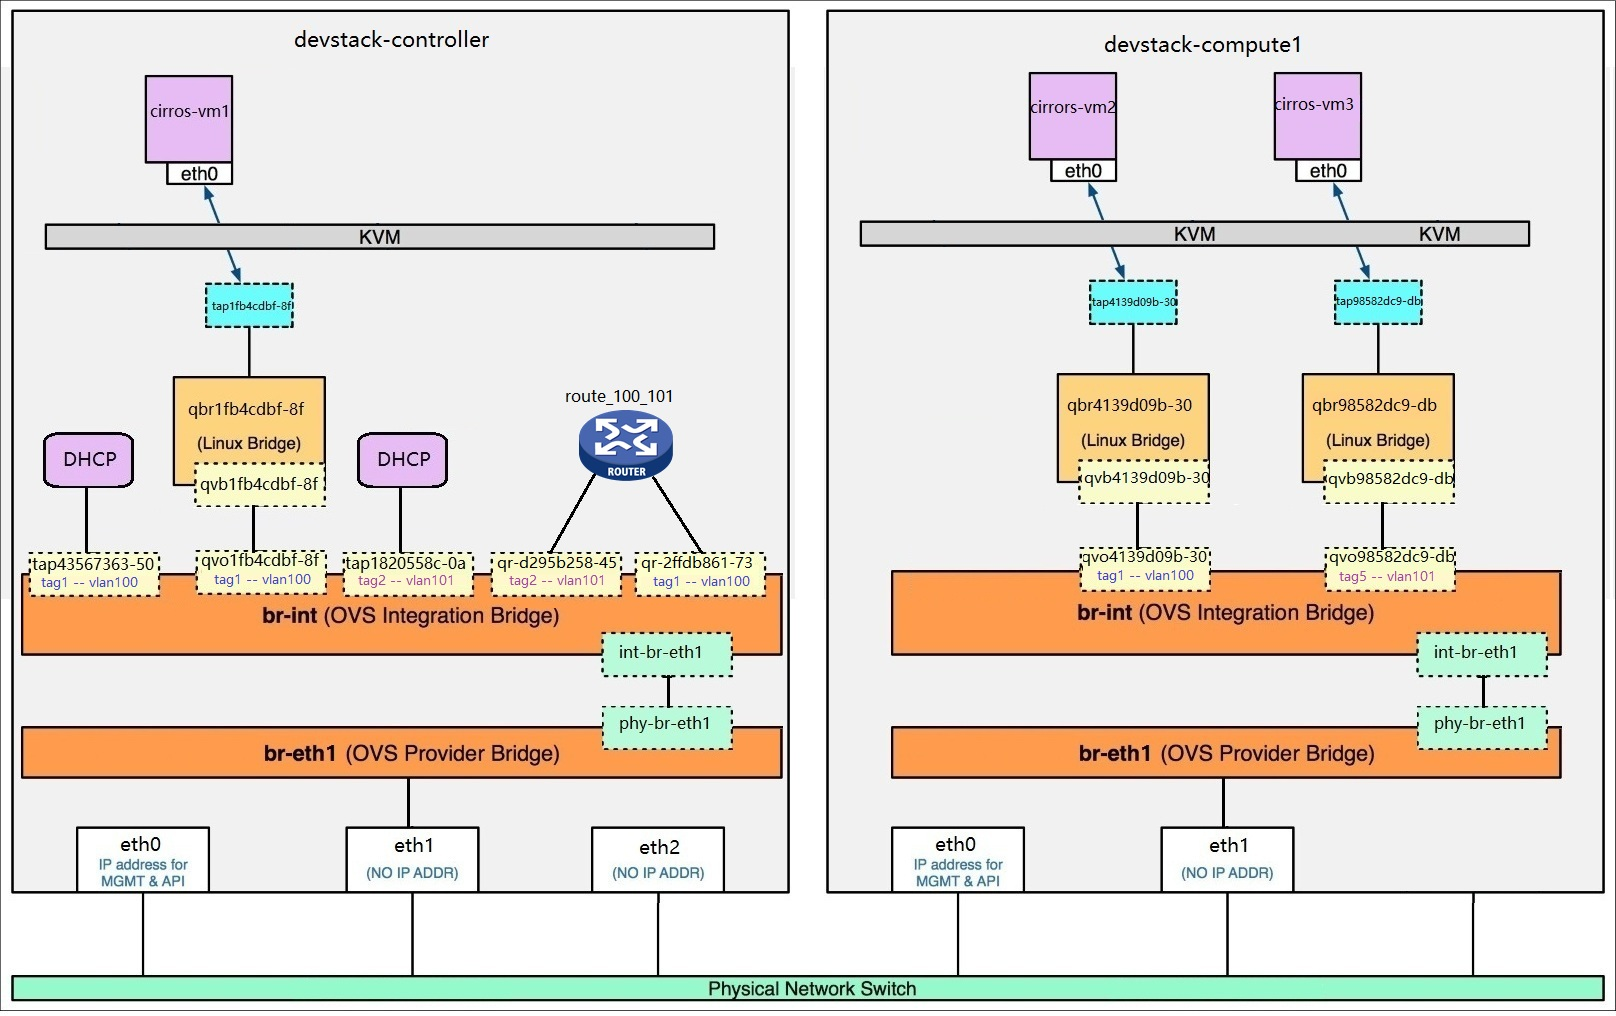 devstack-controller
cirros-vm1
eth0
KVM
tap1fb4cdbf-8f
qbr1fb4cdbf-8f
(Linux Bridge)
qvb1fb4cdbf-8f
DHCP
DHCP
route_100_101
ROUTER
tap43567363-50
tag1 -- vlan100
qvo1fb4cdbf-8f
tag1 -- vlan100
tap1820558c-0a
tag2 -- vlan101
qr-d295b258-45
tag2 -- vlan101
qr-2ffdb861-73
tag1 -- vlan100
br-int (OVS Integration Bridge)
int-br-eth1
phy-br-eth1
br-eth1 (OVS Provider Bridge)
eth0
IP address for
MGMT & API
eth1
(NO IP ADDR)
eth2
(NO IP ADDR)
devstack-compute1
cirrors-vm2
eth0
cirros-vm3
eth0
KVM
KVM
tap4139d09b-30
tap98582dc9-db
qbr4139d09b-30
(Linux Bridge)
qvb4139d09b-30
qbr98582dc9-db
(Linux Bridge)
qvb98582dc9-db
qvo4139d09b-30
tag1 -- vlan100
qvo98582dc9-db
tag5 -- vlan101
br-int (OVS Integration Bridge)
int-br-eth1
phy-br-eth1
br-eth1 (OVS Provider Bridge)
eth0
IP address for
MGMT & API
eth1
(NO IP ADDR)
Physical Network Switch